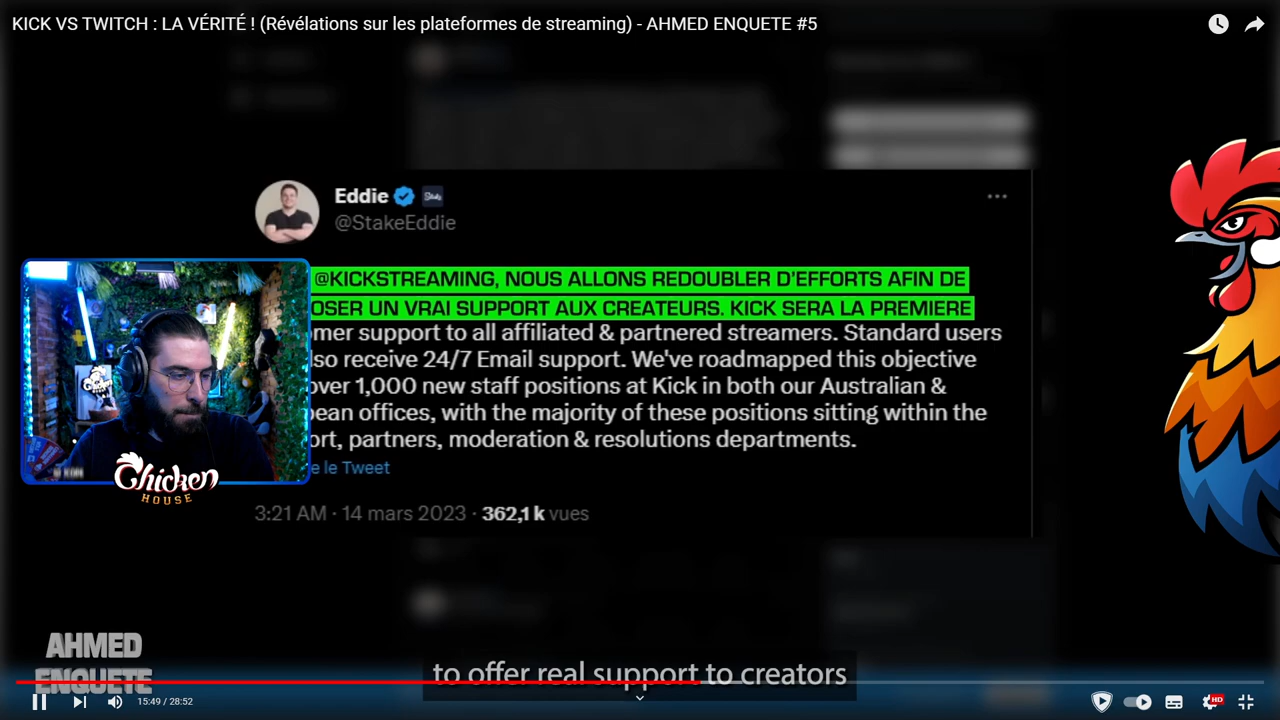 KICK VS TWITCH : LA VÉRITÉ ! (Révélations sur les plateformes de streaming) - AHMED ENQUETE #5
Eddie
@StakeEddie
@KICKSTREAMING, NOUS ALLONS REDOUBLER D'EFFORTS AFIN DE
OSER UN VRAI SUPPORT AUX CREATEURS. KICK SERA LA PREMIERE
omer support to all affiliated & partnered streamers. Standard users
lso receive 24/7 Email support. We've roadmapped this objective
over 1,000 new staff positions at Kick in both our Australian &
pean offices, with the majority of these positions sitting within the
ort, partners, moderation & resolutions departments.
e le Tweet
3:21 AM · 14 mars 2023 · 362,1 k vues
Chicken
HOUSE
AHMED
ENQUETE
to offer real support to creators
15:49 / 28:52
HD